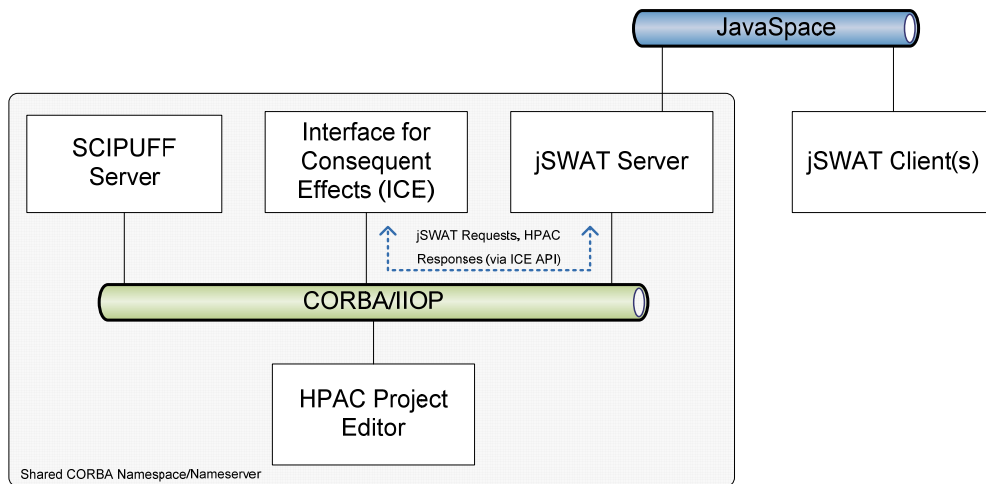 JavaSpace
SCIPUFF
Server
Interface for
Consequent
Effects (ICE)
jSWAT Server
jSWAT Client(s)
jSWAT Requests, HPAC
Responses (via ICE API)
CORBA/IIOP
HPAC Project
Editor
Shared CORBA Namespace/Nameserver